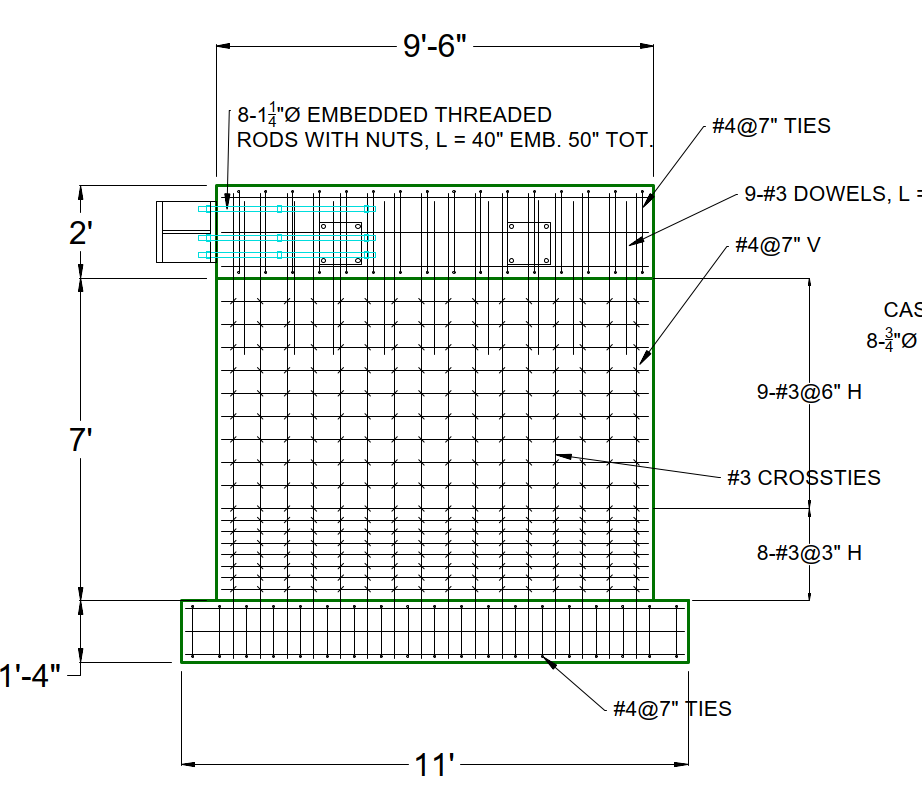 9'-6"
8-1 1/4"Ø EMBEDDED THREADED
RODS WITH NUTS, L = 40" EMB. 50" TOT.
#4@7" TIES
9-#3 DOWELS, L =
2'
#4@7" V
CAS
8-3/4"Ø
9-#3@6" H
7'
#3 CROSSTIES
8-#3@3" H
1'-4"
#4@7" TIES
11'